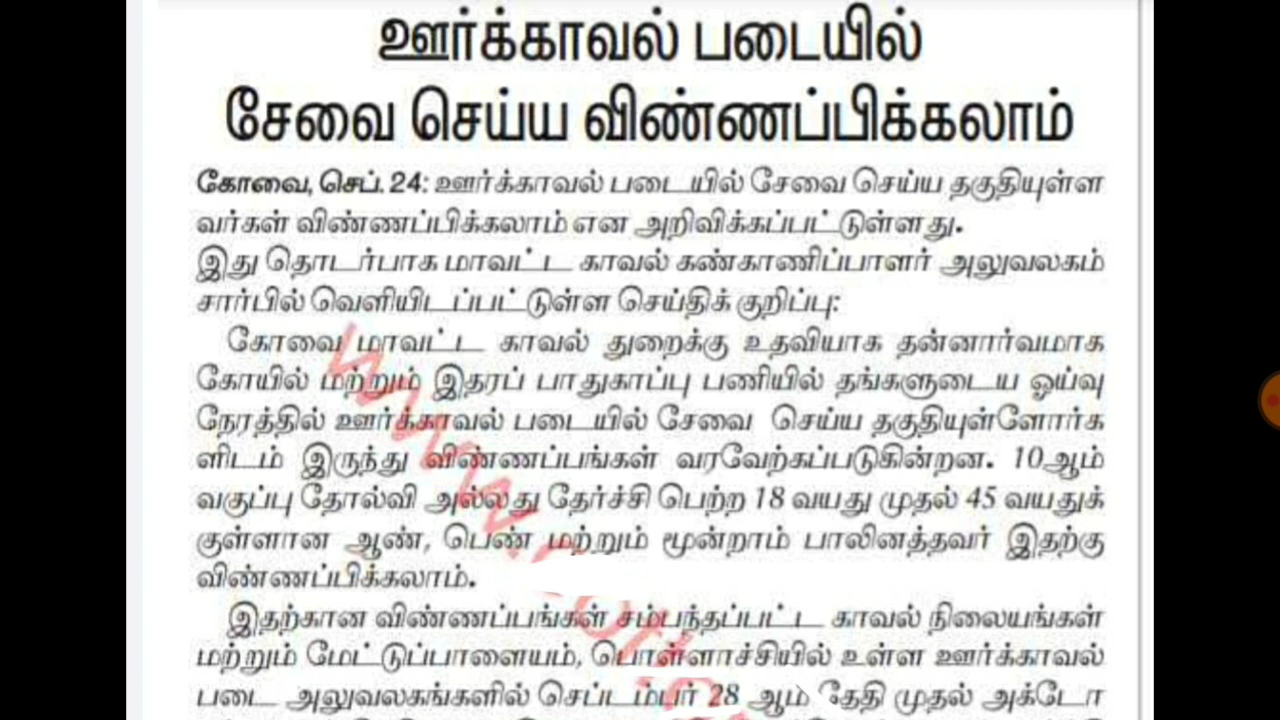 ஊர்க்காவல் படையில்
சேவை செய்ய விண்ணப்பிக்கலாம்
கோவை, செப். 24: ஊர்க்காவல் படையில் சேவை செய்ய தகுதியுள்ள
வர்கள் விண்ணப்பிக்கலாம் என அறிவிக்கப்பட்டுள்ளது.
இது தொடர்பாக மாவட்ட காவல் கண்காணிப்பாளர் அலுவலகம்
சார்பில் வெளியிடப்பட்டுள்ள செய்திக் குறிப்பு:
கோவை மாவட்ட காவல் துறைக்கு உதவியாக தன்னார்வமாக
கோயில் மற்றும் இதரப் பாதுகாப்பு பணியில் தங்களுடைய ஓய்வு
நேரத்தில் ஊர்க்காவல் படையில் சேவை செய்ய தகுதியுள்ளோர்க
ளிடம் இருந்து விண்ணப்பங்கள் வரவேற்கப்படுகின்றன. 10ஆம்
வகுப்பு தோல்வி அல்லது தேர்ச்சி பெற்ற 18 வயது முதல் 45 வயதுக்
குள்ளான ஆண், பெண் மற்றும் மூன்றாம் பாலினத்தவர் இதற்கு
விண்ணப்பிக்கலாம்.
இதற்கான விண்ணப்பங்கள் சம்பந்தப்பட்ட காவல் நிலையங்கள்
மற்றும் மேட்டுப்பாளையம், பொள்ளாச்சியில் உள்ள ஊர்க்காவல்
படை அலுவலகங்களில் செப்டம்பர் 28 ஆம் தேதி முதல் அக்டோ
www.